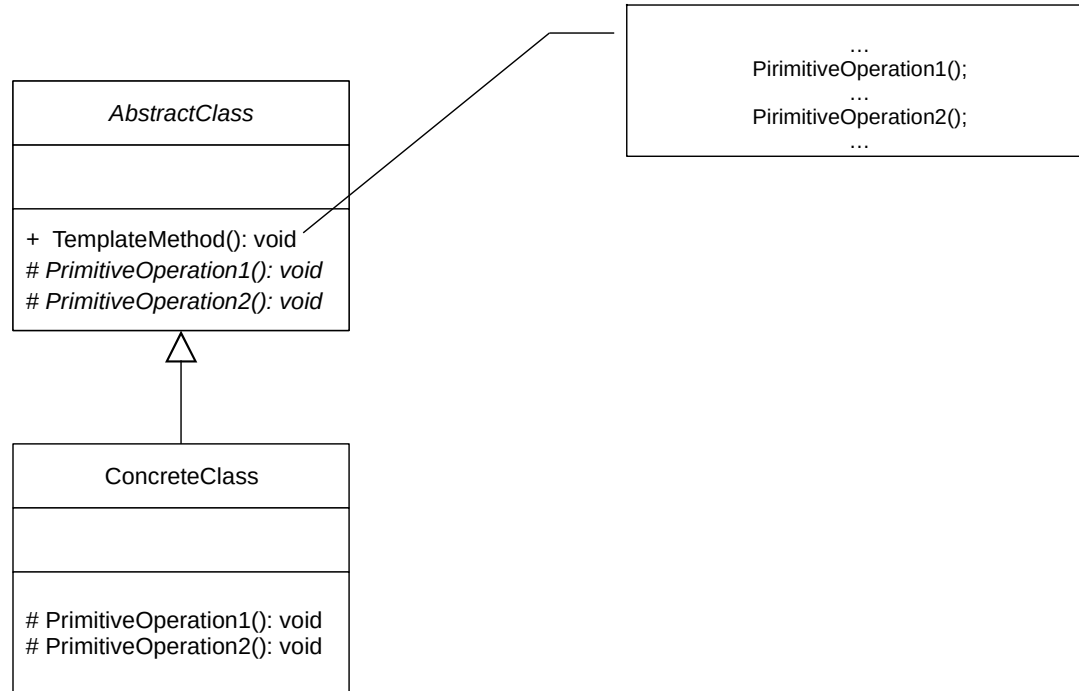 …
PirimitiveOperation1();
…
PirimitiveOperation2();
…
AbstractClass
+ TemplateMethod(): void
# PrimitiveOperation1(): void
# PrimitiveOperation2(): void
ConcreteClass
# PrimitiveOperation1(): void
# PrimitiveOperation2(): void